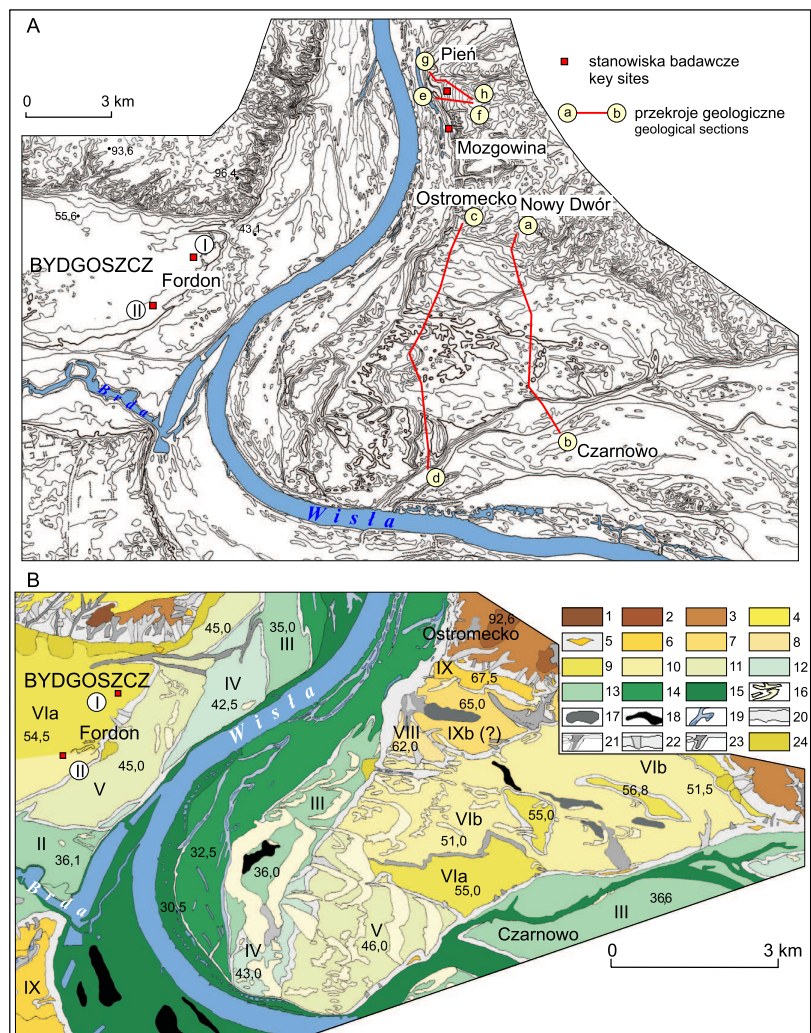 A
g
Pień
h
e
f
Mozgowina
stanowiska badawcze
key sites
a
b
przekroje geologiczne
geological sections
0
3 km
93,6
96,4
55,6
43,1
I
BYDGOSZCZ
Fordon
II
Ostromecko
Nowy Dwór
c
a
Brda
b
Czarnowo
d
Wisła
B
45,0
35,0
III
BYDGOSZCZ
I
IV
42,5
VIa
54,5
Fordon
II
45,0
V
Wisła
92,6
Ostromecko
IX
67,5
65,0
VIII
62,0
IXb (?)
1
2
3
4
5
6
7
8
9
10
11
12
13
14
15
16
17
18
19
20
21
22
23
24
VIb
56,8
51,5
55,0
VIb
51,0
III
II
36,1
32,5
36,0
VIa
55,0
Brda
30,5
V
46,0
366
III
Czarnowo
IV
43,0
IX
0
3 km